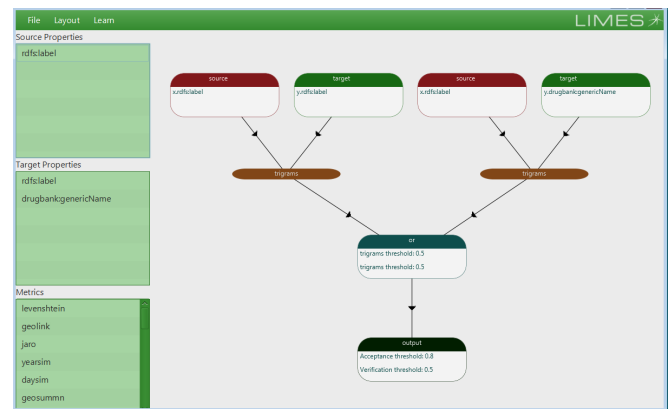 File Layout Learn
LIMES
Source Properties
rdfs:label
Target Properties
rdfs:label
drugbank:genericName
Metrics
levenshtein
geolink
jaro
yearsim
daysim
geosummn
source
x.rdfs:label
target
y.rdfs:label
source
x.rdfs:label
target
y.drugbank:genericName
trigrams
trigrams
or
trigrams threshold: 0.5
trigrams threshold: 0.5
output
Acceptance threshold: 0.8
Verification threshold: 0.5